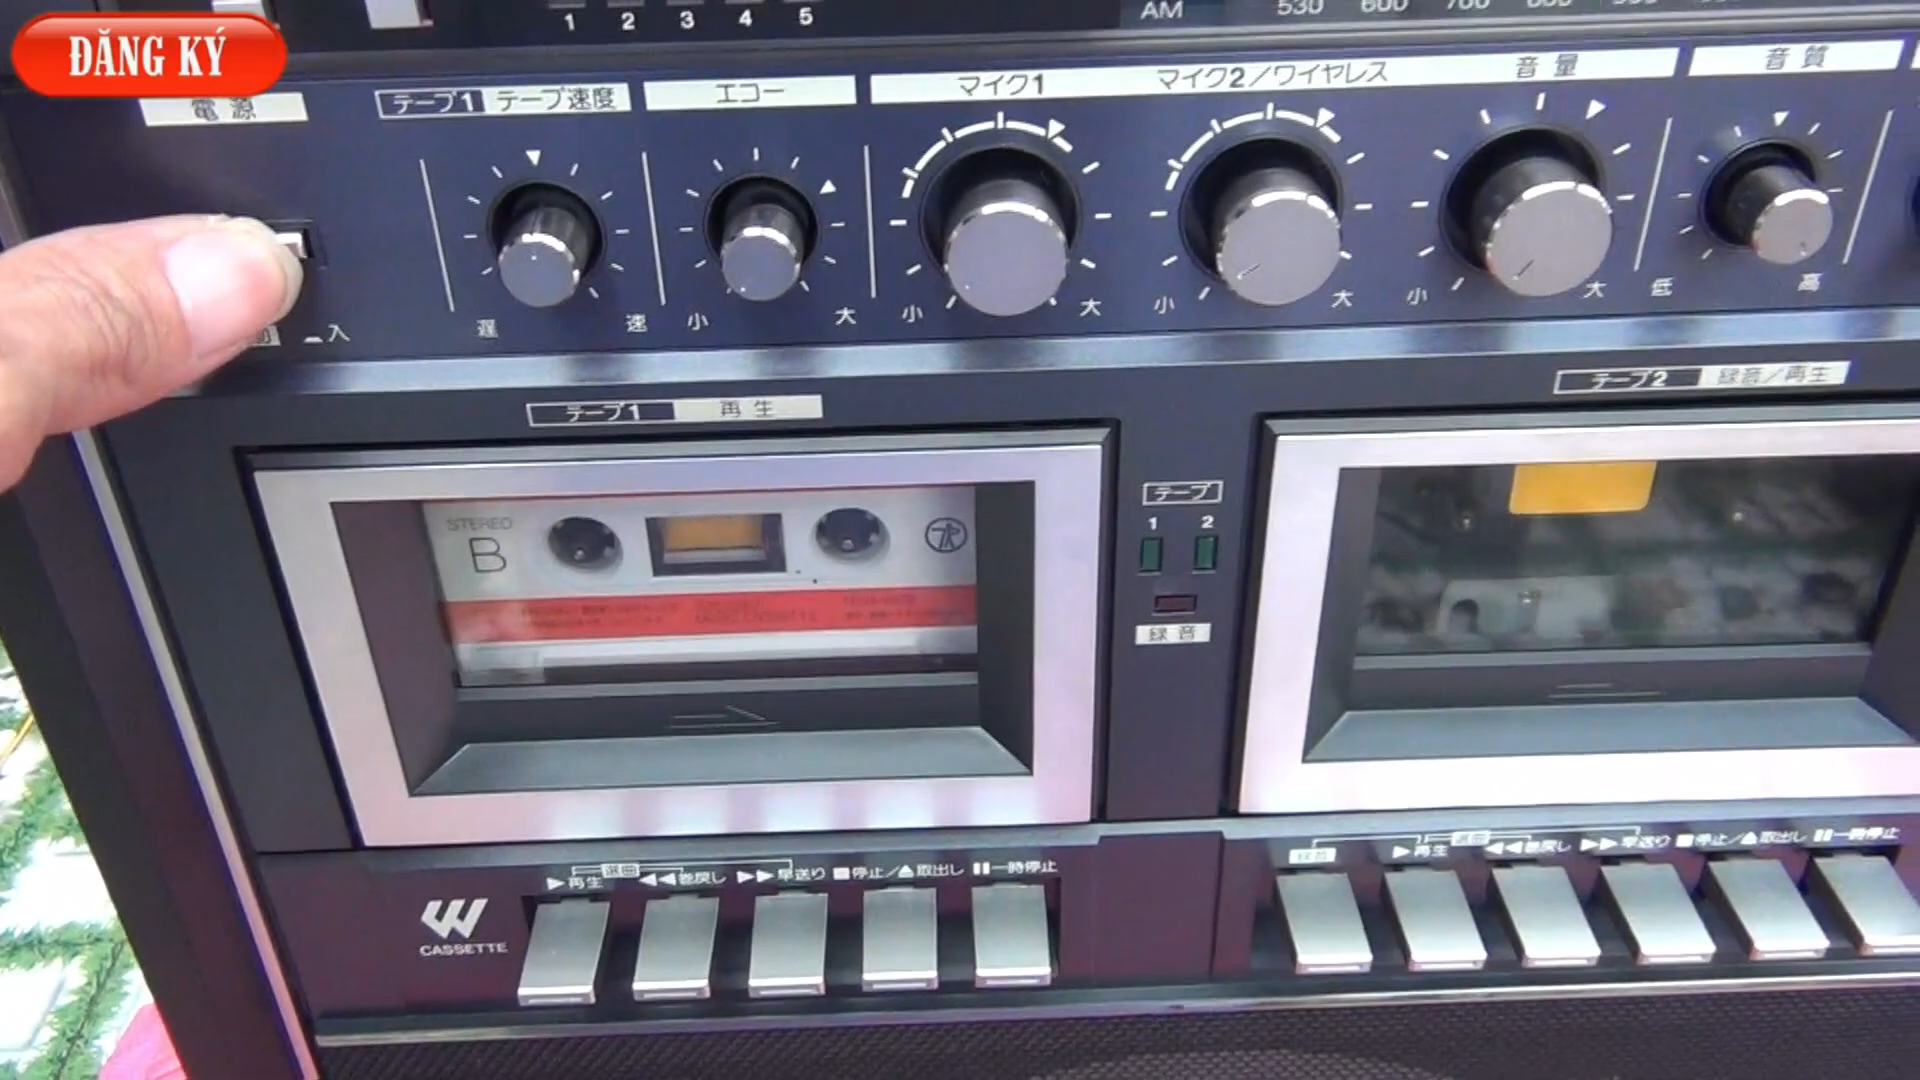 1 2 3 4 5
AM 530 600 700
ĐĂNG KÝ
電源
テープ1 テープ速度
エコー
マイク1
マイク2/ワイヤレス
音量
音質
入
遅 速
小 大
小 大
小 大
小 大
低 高
テープ1 再生
テープ2 録音/再生
STEREO
B
テープ
1 2
録音
選曲
▶再生 ◀◀巻戻し ▶▶早送り ■停止/▲取出し ▮▮一時停止
録音 選曲
▶再生 ◀◀巻戻し ▶▶早送り ■停止/▲取出し ▮▮一時停止
W
CASSETTE